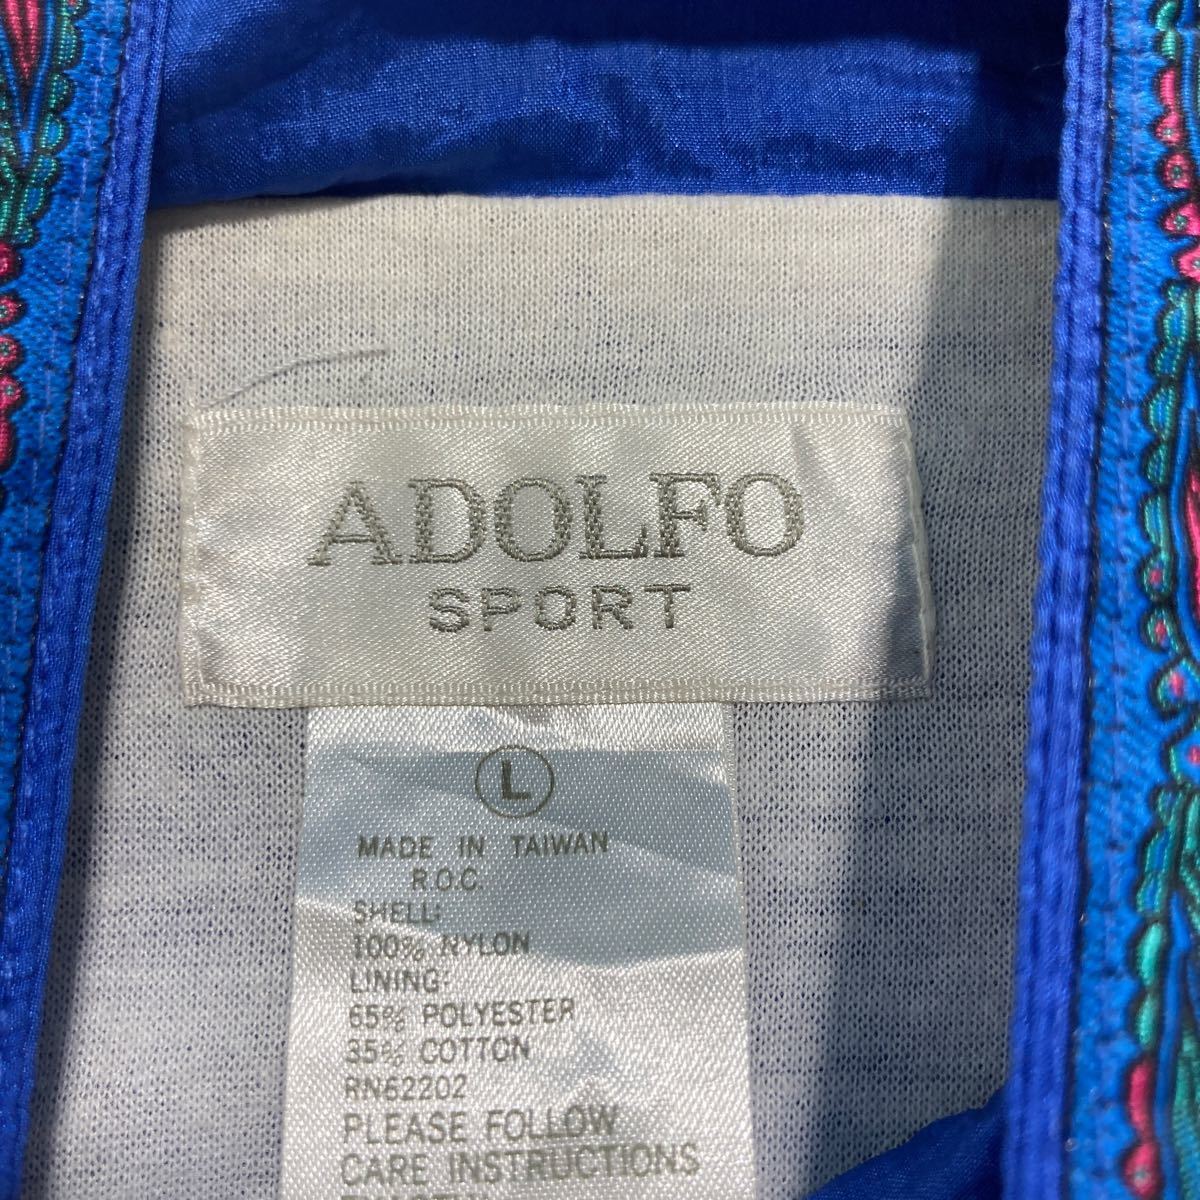 ADOLFO
SPORT
L
MADE IN TAIWAN
R.O.C.
SHELL:
100% NYLON
LINING:
65% POLYESTER
35% COTTON
RN62202
PLEASE FOLLOW
CARE INSTRUCTIONS